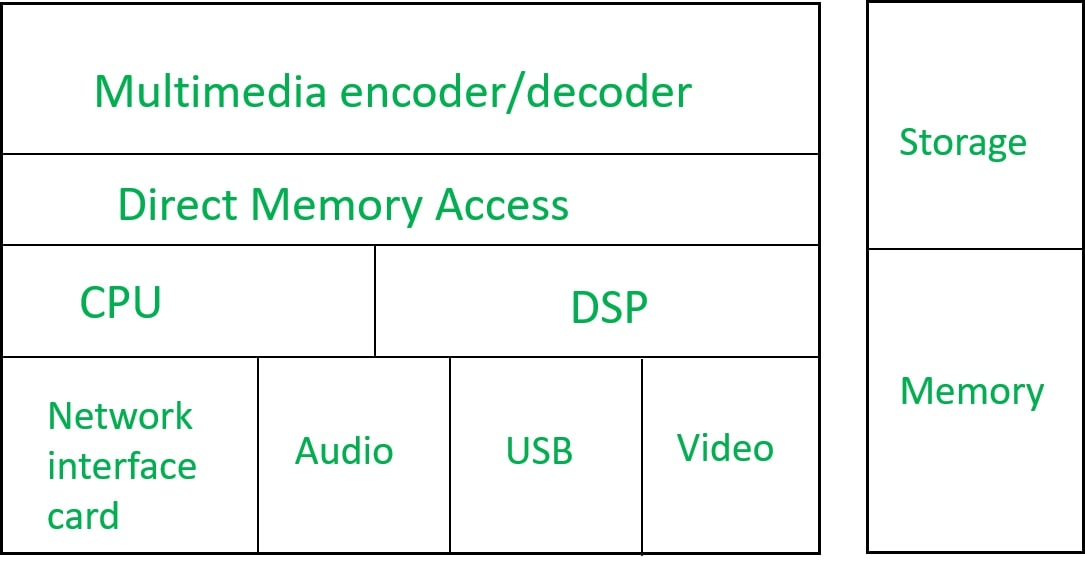 Multimedia encoder/decoder
Direct Memory Access
CPU
DSP
Network
interface
card
Audio
USB
Video
Storage
Memory